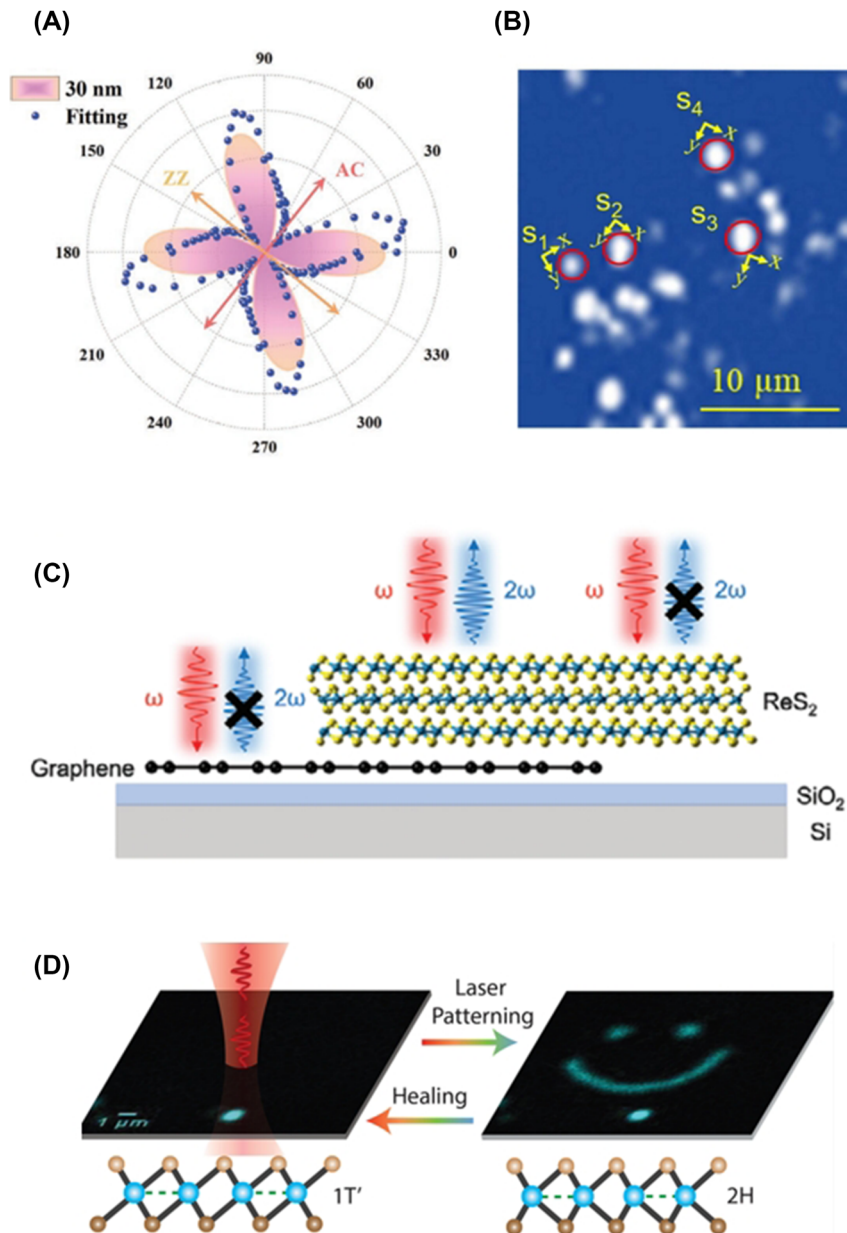 (A)
90
120
60
30 nm
Fitting
150
30
ZZ
AC
180
0
210
330
240
300
270
(B)
S4
y
x
S1
x
y
S2
y
x
S3
y
x
10 µm
(C)
ω
2ω
ω
2ω
ω
2ω
ReS2
Graphene
SiO2
Si
(D)
Laser
Patterning
Healing
1 µm
1T’
2H